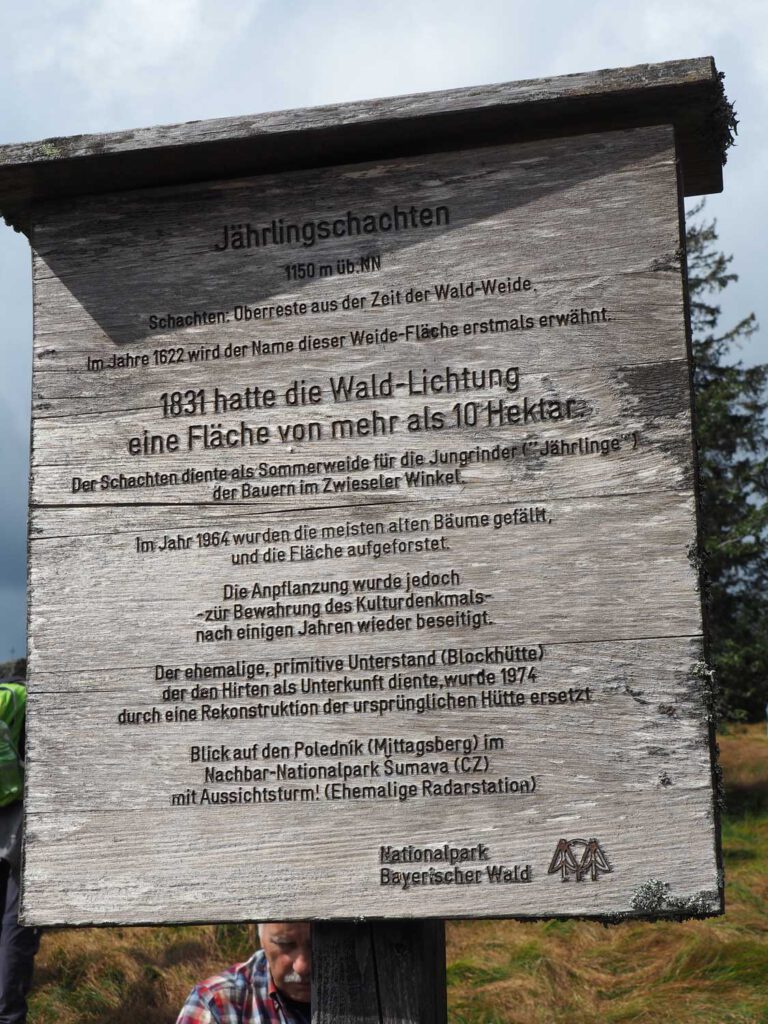 Jährlingschachten
1150 m üb.NN
Schachten: Oberreste aus der Zeit der Wald-Weide.
Im Jahre 1622 wird der Name dieser Weide-Fläche erstmals erwähnt.
1831 hatte die Wald-Lichtung
eine Fläche von mehr als 10 Hektar.
Der Schachten diente als Sommerweide für die Jungrinder ("Jährlinge")
der Bauern im Zwieseler Winkel.
Im Jahr 1964 wurden die meisten alten Bäume gefällt,
und die Fläche aufgeforstet.
Die Anpflanzung wurde jedoch
-zür Bewahrung des Kulturdenkmals-
nach einigen Jahren wieder beseitigt.
Der ehemalige, primitive Unterstand (Blockhütte)
der den Hirten als Unterkunft diente, wurde 1974
durch eine Rekonstruktion der ursprünglichen Hütte ersetzt
Blick auf den Poledník (Mittagsberg) im
Nachbar-Nationalpark Šumava (CZ)
mit Aussichtsturm! (Ehemalige Radarstation)
Nationalpark
Bayerischer Wald